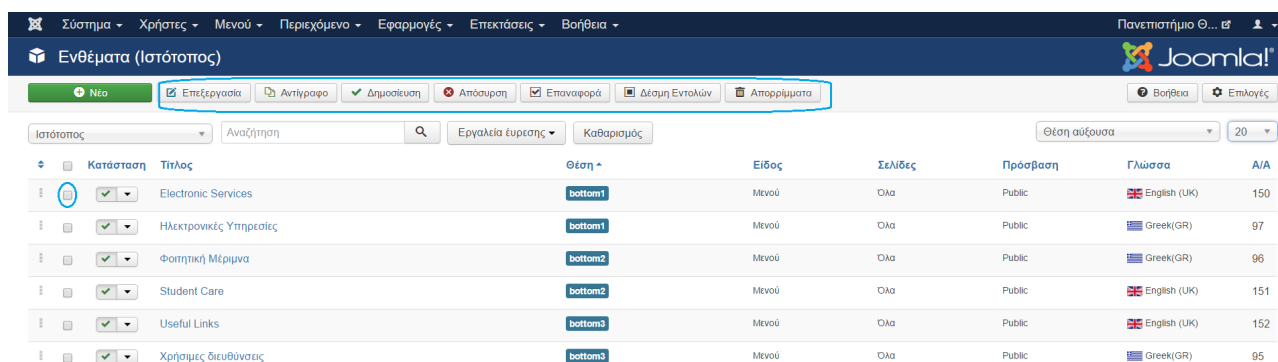 Σύστημα Χρήστες Μενού Περιεχόμενο Εφαρμογές Επεκτάσεις Βοήθεια Πανεπιστήμιο Θ...
Ενθέματα (Ιστότοπος) Joomla!®
Νέο Επεξεργασία Αντίγραφο Δημοσίευση Απόσυρση Επαναφορά Δέσμη Εντολών Απορρίμματα Βοήθεια Επιλογές
Ιστότοπος Αναζήτηση Εργαλεία έυρεσης Καθαρισμός Θέση αύξουσα 20
Κατάσταση Τίτλος Θέση Είδος Σελίδες Πρόσβαση Γλώσσα Α/Α
Electronic Services bottom1 Μενού Όλα Public English (UK) 150
Ηλεκτρονικές Υπηρεσίες bottom1 Μενού Όλα Public Greek(GR) 97
Φοιτητική Μέριμνα bottom2 Μενού Όλα Public Greek(GR) 96
Student Care bottom2 Μενού Όλα Public English (UK) 151
Useful Links bottom3 Μενού Όλα Public English (UK) 152
Χρήσιμες διευθύνσεις bottom3 Μενού Όλα Public Greek(GR) 95